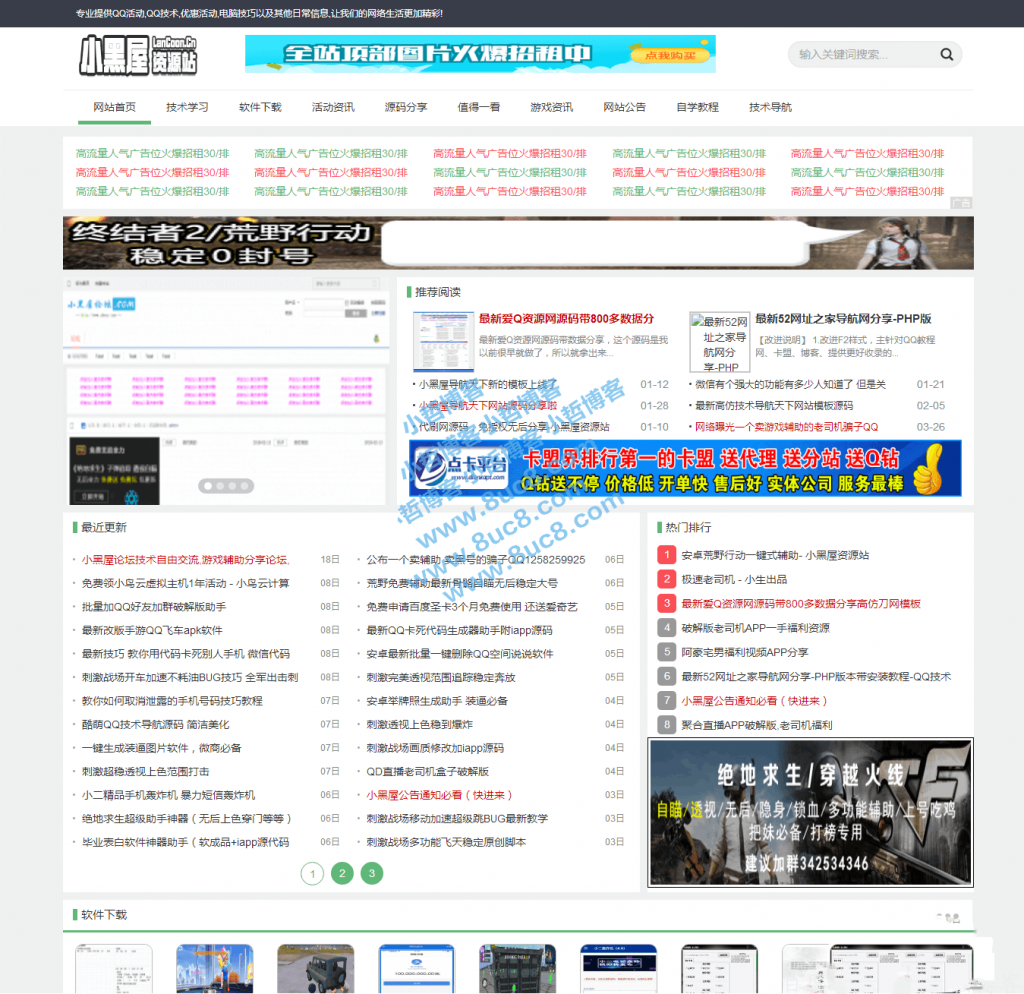 专业提供QQ活动,QQ技术,优惠活动,电脑技巧以及其他日常信息,让我们的网络生活更加精彩!
小黑屋 LanCoon.Cn 资源站
全站顶部图片火爆招租中 点我购买
输入关键词搜索...
网站首页 技术学习 软件下载 活动资讯 源码分享 值得一看 游戏资讯 网站公告 自学教程 技术导航
高流量人气广告位火爆招租30/排 高流量人气广告位火爆招租30/排 高流量人气广告位火爆招租30/排 高流量人气广告位火爆招租30/排 高流量人气广告位火爆招租30/排
高流量人气广告位火爆招租30/排 高流量人气广告位火爆招租30/排 高流量人气广告位火爆招租30/排 高流量人气广告位火爆招租30/排 高流量人气广告位火爆招租30/排
高流量人气广告位火爆招租30/排 高流量人气广告位火爆招租30/排 高流量人气广告位火爆招租30/排 高流量人气广告位火爆招租30/排 高流量人气广告位火爆招租30/排
广告
终结者2/荒野行动
稳定0封号
小黑屋论坛.COM
推荐阅读
最新爱Q资源网源码带800多数据分
最新爱Q资源网源码带数据分享，这个源码是我
以前很早就做了，所以就拿出来...
最新52网
址之家导
航网分
享-PHP
最新52网址之家导航网分享-PHP版
【改进说明】 1.改进F2样式，主针对QQ教程
网、卡盟、博客、提供更好收录的...
小黑屋导航天下新的模板上线了 01-12
小黑屋导航天下网站源码分享啦 01-28
代刷网源码 免授权无后分享-小黑屋资源站 01-10
微信有个强大的功能有多少人知道了 但是关 01-21
最新高仿技术导航天下网站模板源码 02-05
网络曝光一个卖游戏辅助的老司机骗子QQ 03-26
点卡平台
卡盟界排行第一的卡盟 送代理 送分站 送Q钻
Q钻送不停 价格低 开单快 售后好 实体公司 服务最棒
小哲博客 小哲博客 小哲博客
www.8uc8.com
www.8uc8.com
最近更新
小黑屋论坛技术自由交流,游戏辅助分享论坛, 18日
免费领小鸟云虚拟主机1年活动 - 小鸟云计算 08日
批量加QQ好友加群破解版助手 08日
最新改版手游QQ飞车apk软件 08日
最新技巧 教你用代码卡死别人手机 微信代码 08日
刺激战场开车加速不耗油BUG技巧 全军出击刺 08日
教你如何取消泄露的手机号码技巧教程 07日
酷萌QQ技术导航源码 简洁美化 07日
一键生成装逼图片软件，微商必备 07日
刺激超稳透视上色范围打击 07日
小二精品手机轰炸机 暴力短信轰炸机 06日
绝地求生超级助手神器（无后上色穿门等等） 06日
毕业表白软件神器助手（软成品+iapp源代码 06日
公布一个卖辅助 卖黑号的骗子QQ1258259925 06日
荒野免费辅助最新骨骼自瞄无后稳定大号 06日
免费申请百度圣卡3个月免费使用 还送爱奇艺 05日
最新QQ卡死代码生成器助手附iapp源码 05日
安卓最新批量一键删除QQ空间说说软件 05日
刺激完美透视范围追踪稳定奔放 05日
安卓举牌照生成助手 装逼必备 04日
刺激透视上色稳到爆炸 04日
刺激战场画质修改加iapp源码 04日
QD直播老司机盒子破解版 04日
小黑屋公告通知必看（快进来） 03日
刺激战场移动加速超级跳BUG最新教学 03日
刺激战场多功能飞天稳定原创脚本 03日
1 2 3
热门排行
1 安卓荒野行动一键式辅助- 小黑屋资源站
2 极速老司机 - 小生出品
3 最新爱Q资源网源码带800多数据分享高仿刀网模板
4 破解版老司机APP一手福利资源
5 阿豪宅男福利视频APP分享
6 最新52网址之家导航网分享-PHP版本带安装教程-QQ技术
7 小黑屋公告通知必看（快进来）
8 聚合直播APP破解版,老司机福利
绝地求生/穿越火线
自瞄/透视/无后/隐身/锁血/多功能辅助/上号吃鸡
把妹必备/打榜专用
建议加群342534346
软件下载